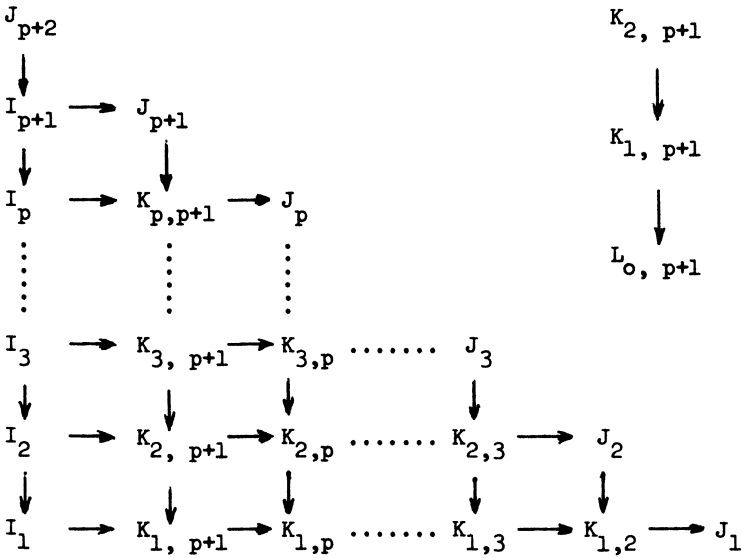 J_{p+2} K_{2, p+1}
↓ ↓
I_{p+1} → J_{p+1} K_{1, p+1}
↓ ↓ ↓
I_p → K_{p,p+1} → J_p L_{o, p+1}
I_3 → K_{3, p+1} → K_{3,p} ........ J_3
↓ ↓ ↓ ↓
I_2 → K_{2, p+1} → K_{2,p} ........ K_{2,3} → J_2
↓ ↓ ↓ ↓ ↓
I_1 → K_{1, p+1} → K_{1,p} ........ K_{1,3} → K_{1,2} → J_1